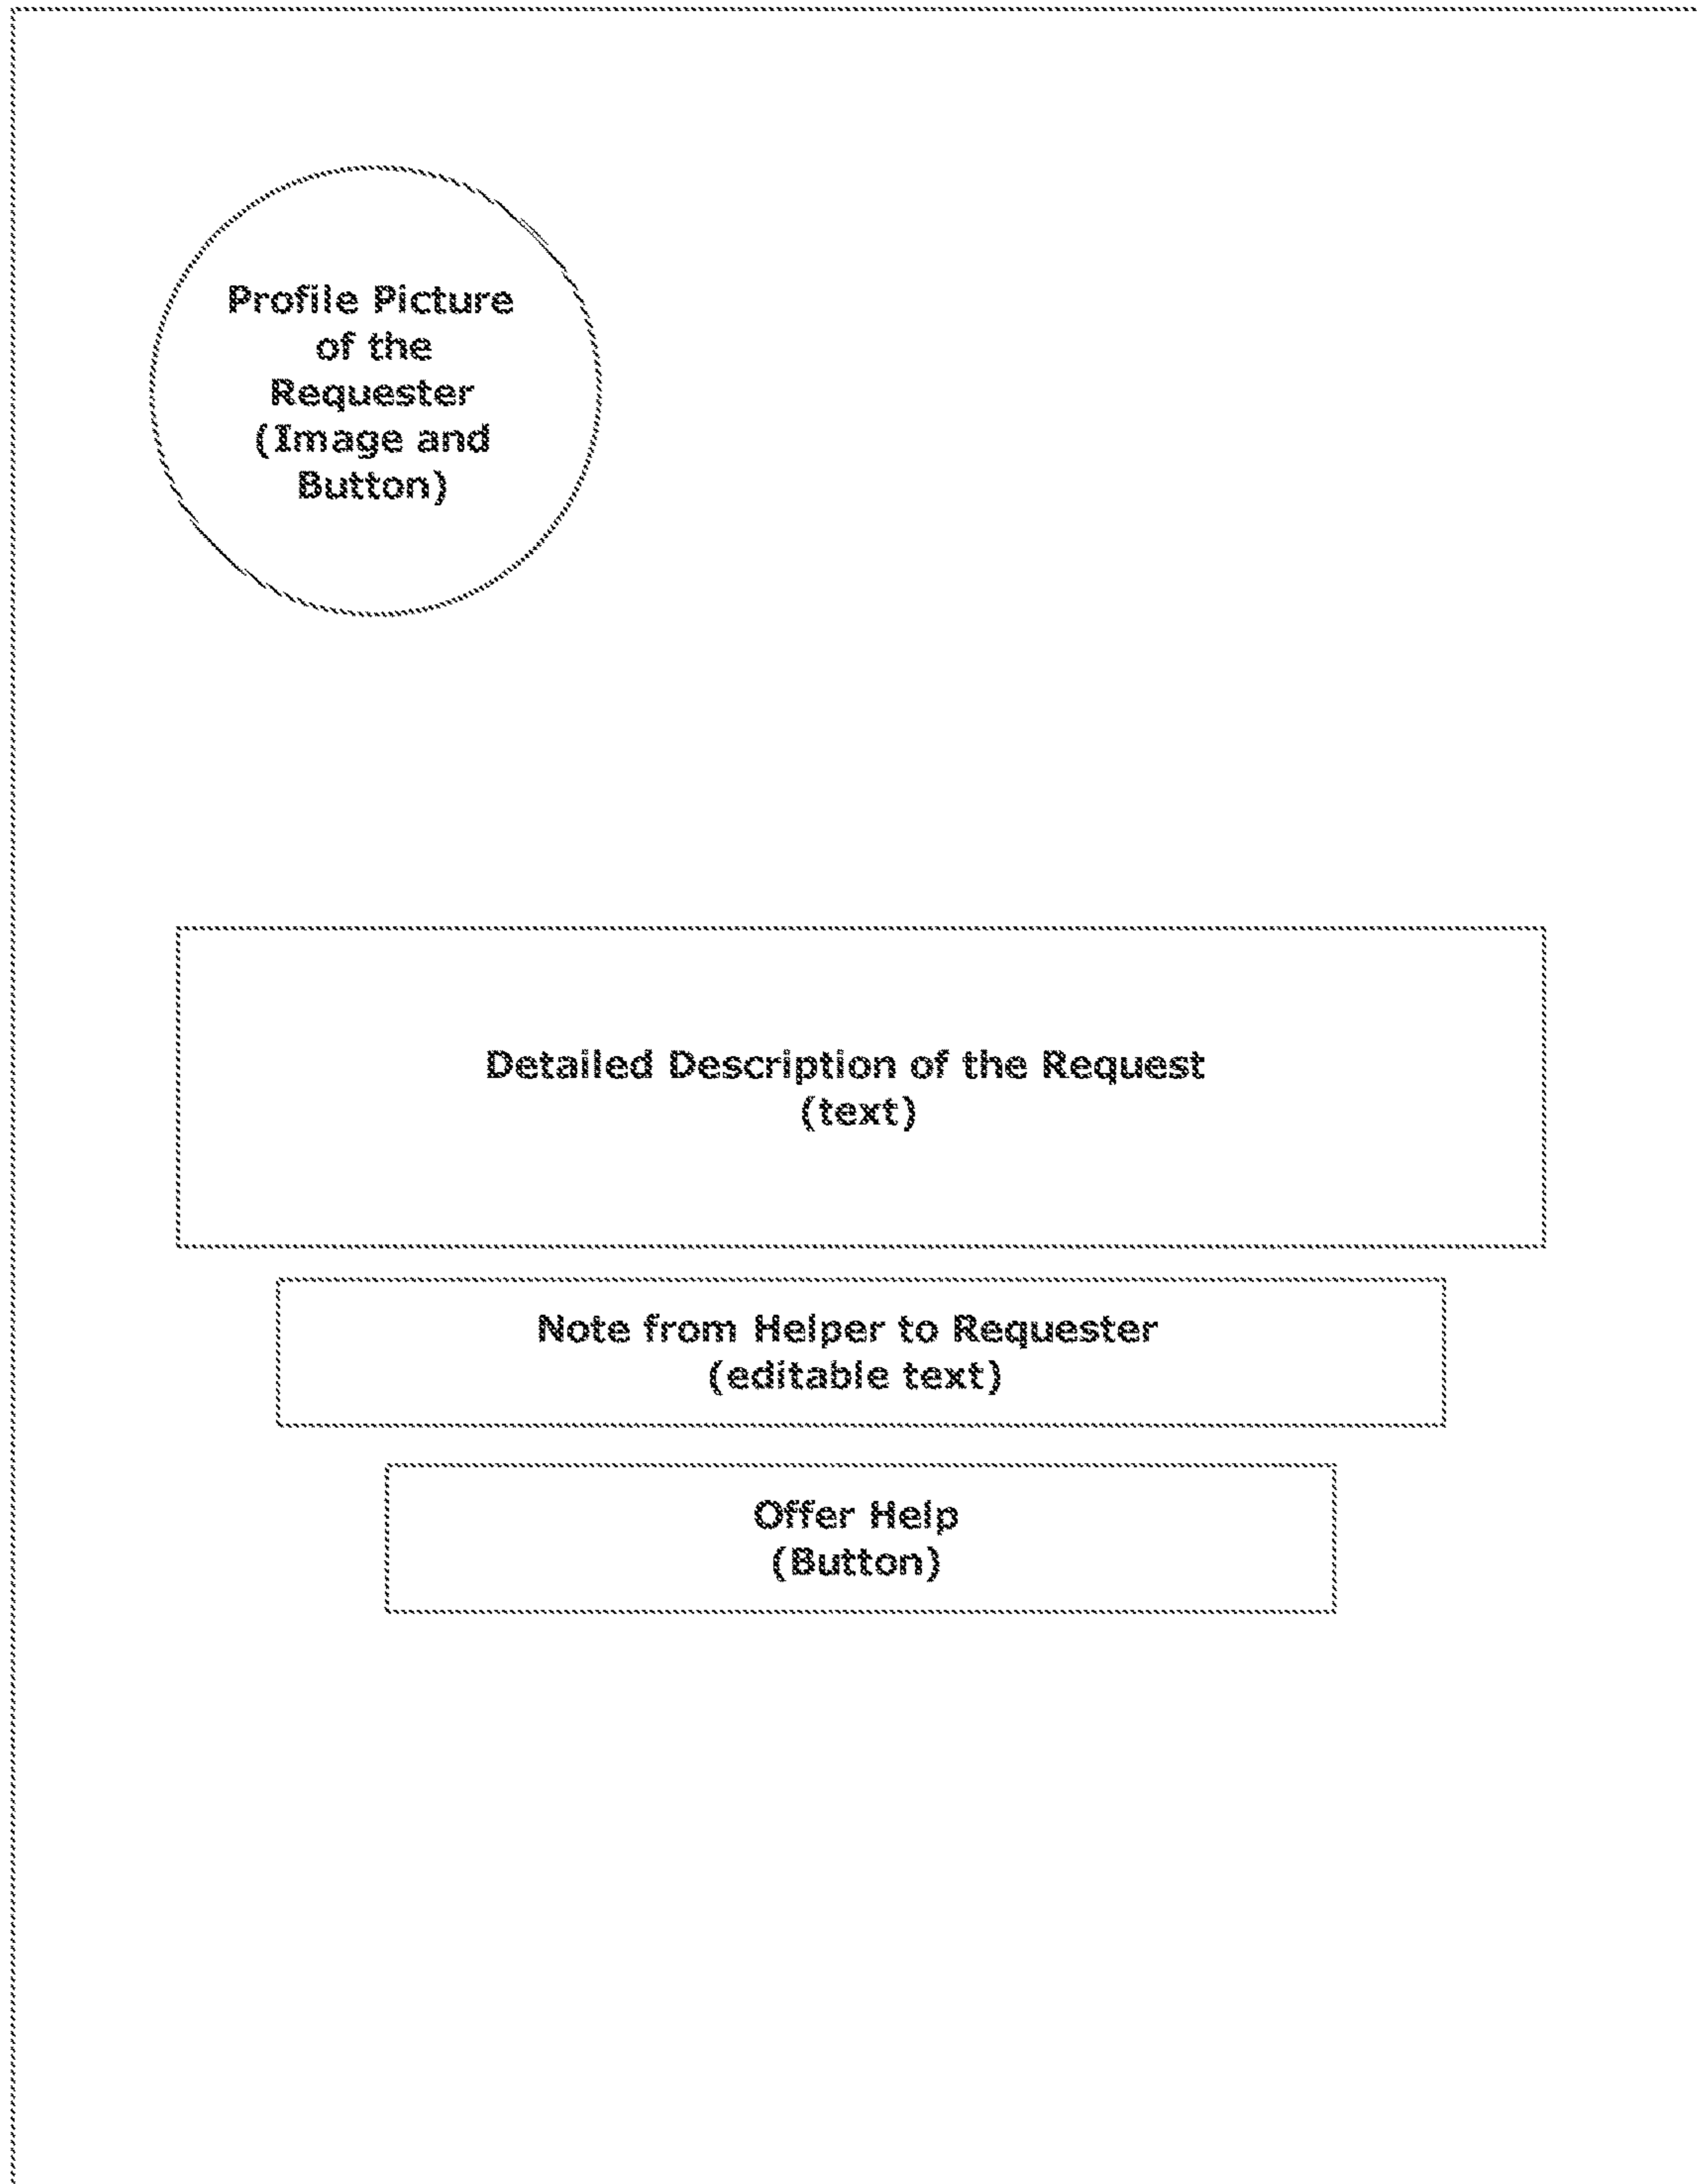 Profile Picture
of the
Requester
(Image and
Button)
Detailed Description of the Request
(text)
Note from Helper to Requester
(editable text)
Offer Help
(Button)